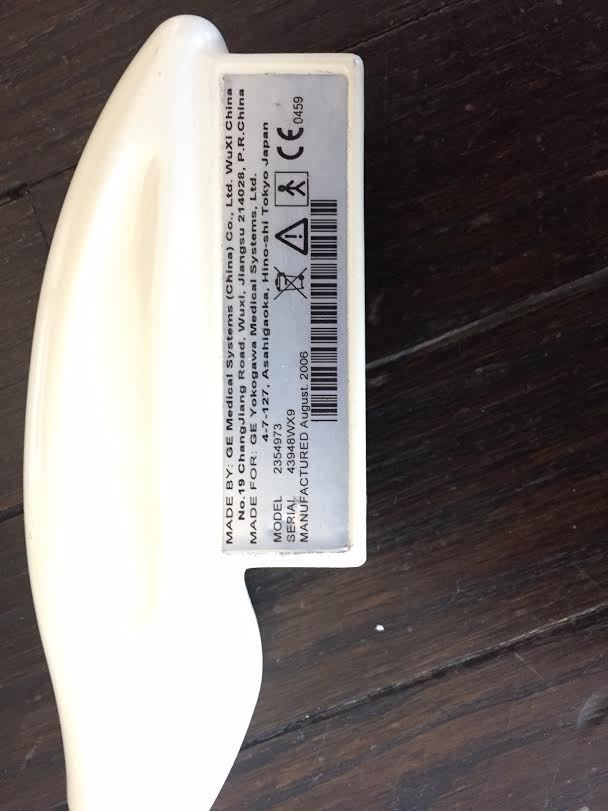 MADE BY: GE Medical Systems (China) Co., Ltd. WuXi China
No.19 ChangJiang Road, Wuxi, Jiangsu 214028, P.R.China
MADE FOR: GE Yokogawa Medical Systems, Ltd.
4-7-127, Asahigaoka, Hino-shi Tokyo Japan
MODEL 2354973
SERIAL 43948WX9
MANUFACTURED August. 2006
CE 0459